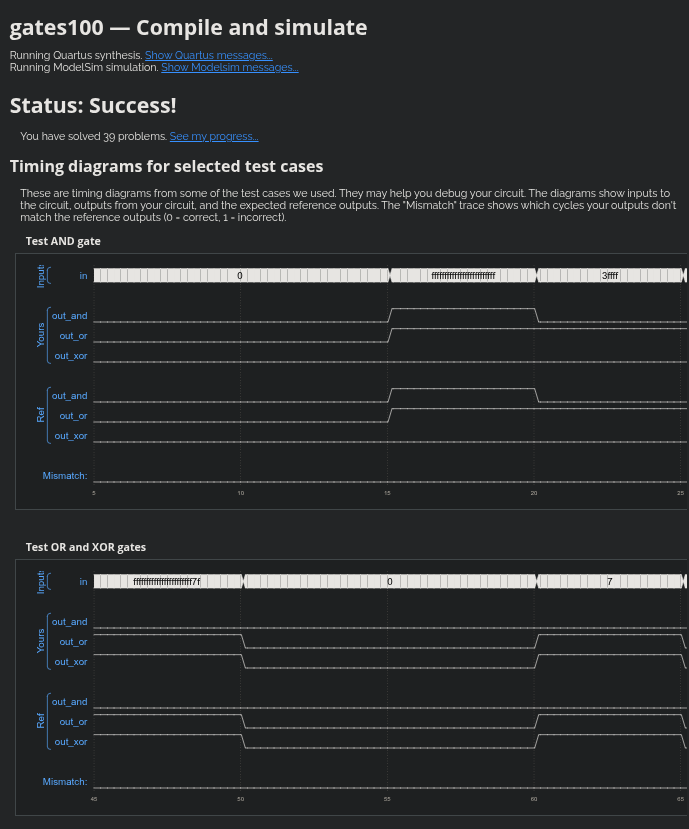 gates100 — Compile and simulate
Running Quartus synthesis. Show Quartus messages...
Running ModelSim simulation. Show Modelsim messages...
Status: Success!
You have solved 39 problems. See my progress...
Timing diagrams for selected test cases
These are timing diagrams from some of the test cases we used. They may help you debug your circuit. The diagrams show inputs to
the circuit, outputs from your circuit, and the expected reference outputs. The "Mismatch" trace shows which cycles your outputs don't
match the reference outputs (0 = correct, 1 = incorrect).
Test AND gate
in 0 3ffff
Yours
out_and
out_or
out_xor
Ref
out_and
out_or
out_xor
Mismatch:
5 10 15 20 25
Test OR and XOR gates
in 0 7
Yours
out_and
out_or
out_xor
Ref
out_and
out_or
out_xor
Mismatch:
45 50 55 60 65